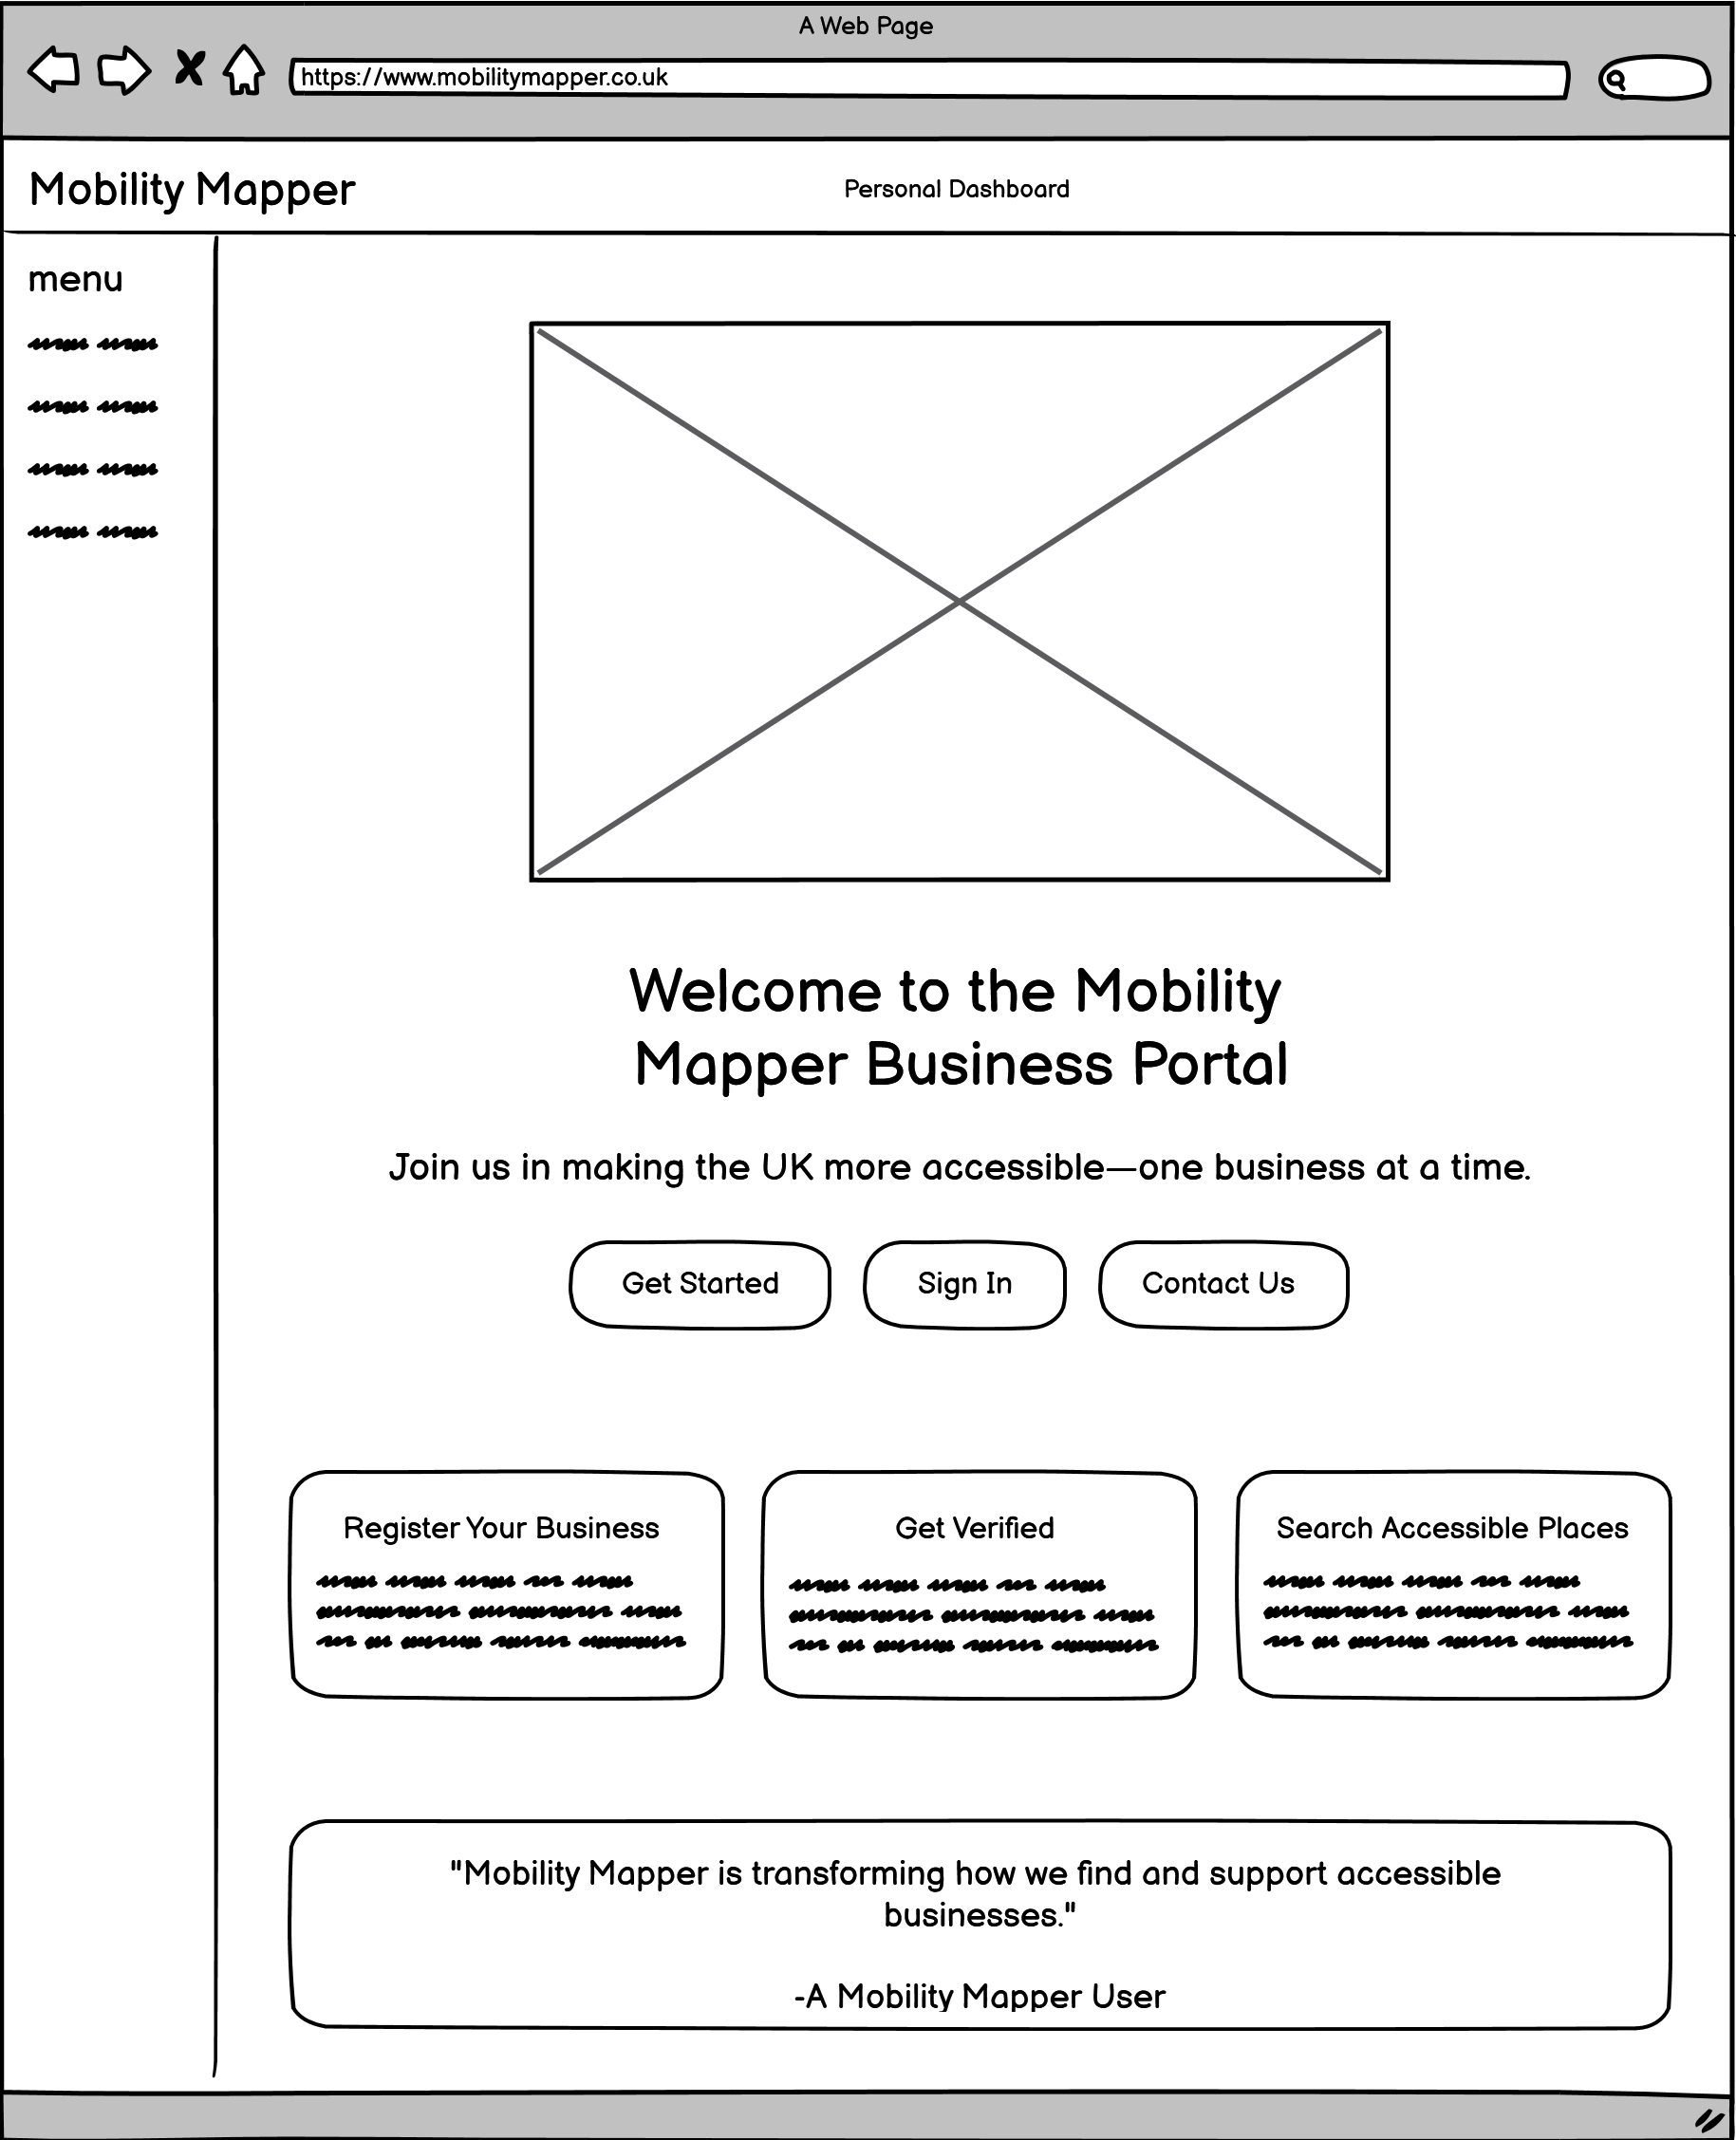 A Web Page
https://www.mobilitymapper.co.uk
Mobility Mapper
Personal Dashboard
menu
Welcome to the Mobility
Mapper Business Portal
Join us in making the UK more accessible—one business at a time.
Get Started
Sign In
Contact Us
Register Your Business
Get Verified
Search Accessible Places
"Mobility Mapper is transforming how we find and support accessible
businesses."
-A Mobility Mapper User